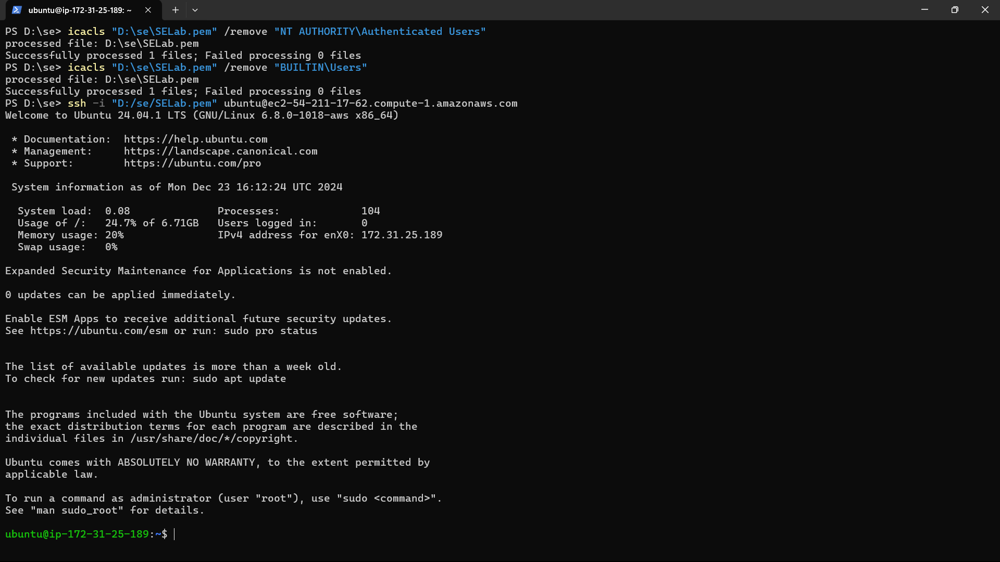 ubuntu@ip-172-31-25-189: ~
PS D:\se> icacls "D:\se\SELab.pem" /remove "NT AUTHORITY\Authenticated Users"
processed file: D:\se\SELab.pem
Successfully processed 1 files; Failed processing 0 files
PS D:\se> icacls "D:\se\SELab.pem" /remove "BUILTIN\Users"
processed file: D:\se\SELab.pem
Successfully processed 1 files; Failed processing 0 files
PS D:\se> ssh -i "D:/se/SELab.pem" ubuntu@ec2-54-211-17-62.compute-1.amazonaws.com
Welcome to Ubuntu 24.04.1 LTS (GNU/Linux 6.8.0-1018-aws x86_64)

 * Documentation:  https://help.ubuntu.com
 * Management:     https://landscape.canonical.com
 * Support:        https://ubuntu.com/pro

 System information as of Mon Dec 23 16:12:24 UTC 2024

  System load:  0.08              Processes:             104
  Usage of /:   24.7% of 6.71GB   Users logged in:       0
  Memory usage: 20%               IPv4 address for enX0: 172.31.25.189
  Swap usage:   0%

Expanded Security Maintenance for Applications is not enabled.

0 updates can be applied immediately.

Enable ESM Apps to receive additional future security updates.
See https://ubuntu.com/esm or run: sudo pro status

The list of available updates is more than a week old.
To check for new updates run: sudo apt update

The programs included with the Ubuntu system are free software;
the exact distribution terms for each program are described in the
individual files in /usr/share/doc/*/copyright.

Ubuntu comes with ABSOLUTELY NO WARRANTY, to the extent permitted by
applicable law.

To run a command as administrator (user "root"), use "sudo <command>".
See "man sudo_root" for details.

ubuntu@ip-172-31-25-189:~$